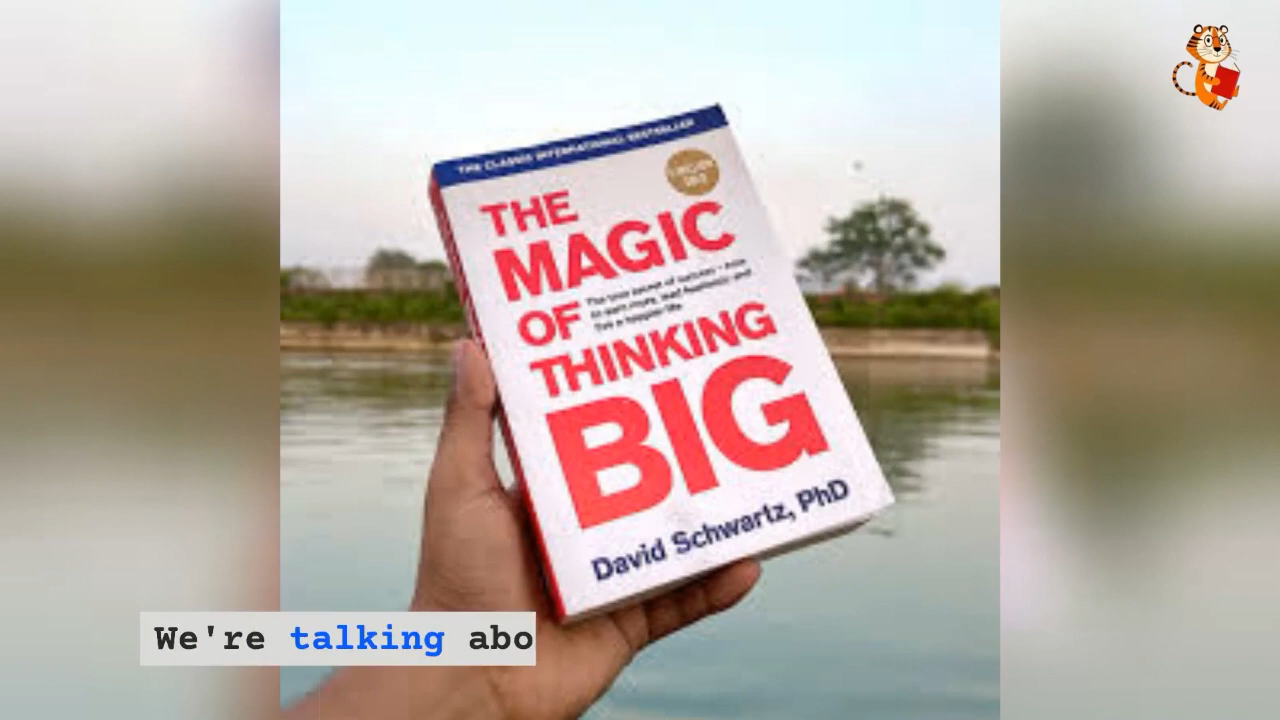 THE CLASSIC INTERNATIONAL BESTSELLER
THE
MAGIC
OF
THINKING
BIG
David Schwartz, PhD
We're talking abo